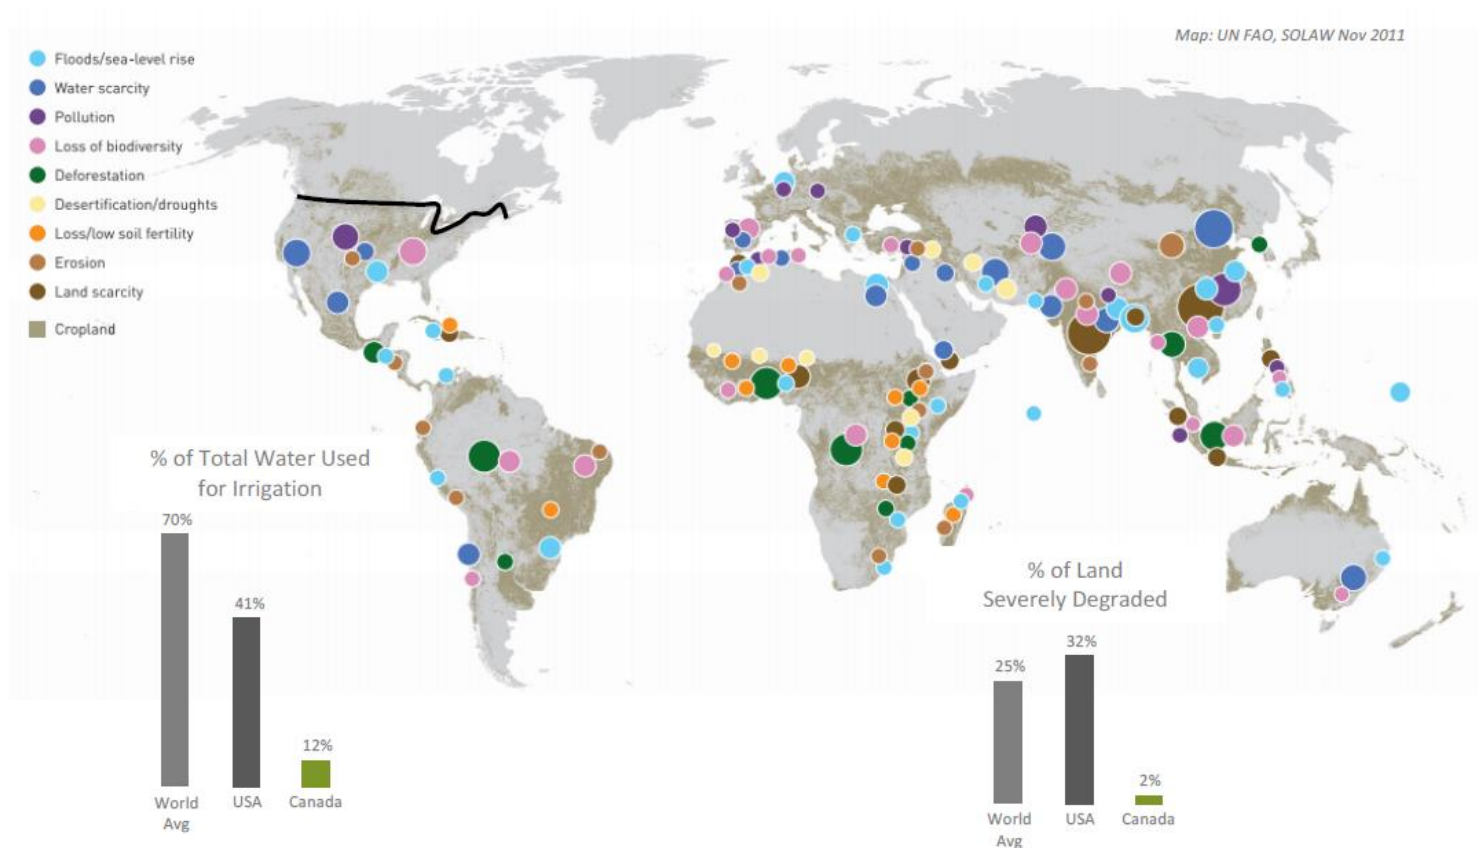 Map: UN FAO, SOLAW Nov 2011
Floods/sea-level rise
Water scarcity
Pollution
Loss of biodiversity
Deforestation
Desertification/droughts
Loss/low soil fertility
Erosion
Land scarcity
Cropland
% of Total Water Used
for Irrigation
70%
41%
12%
World
Avg
USA
Canada
% of Land
Severely Degraded
25%
32%
2%
World
Avg
USA
Canada